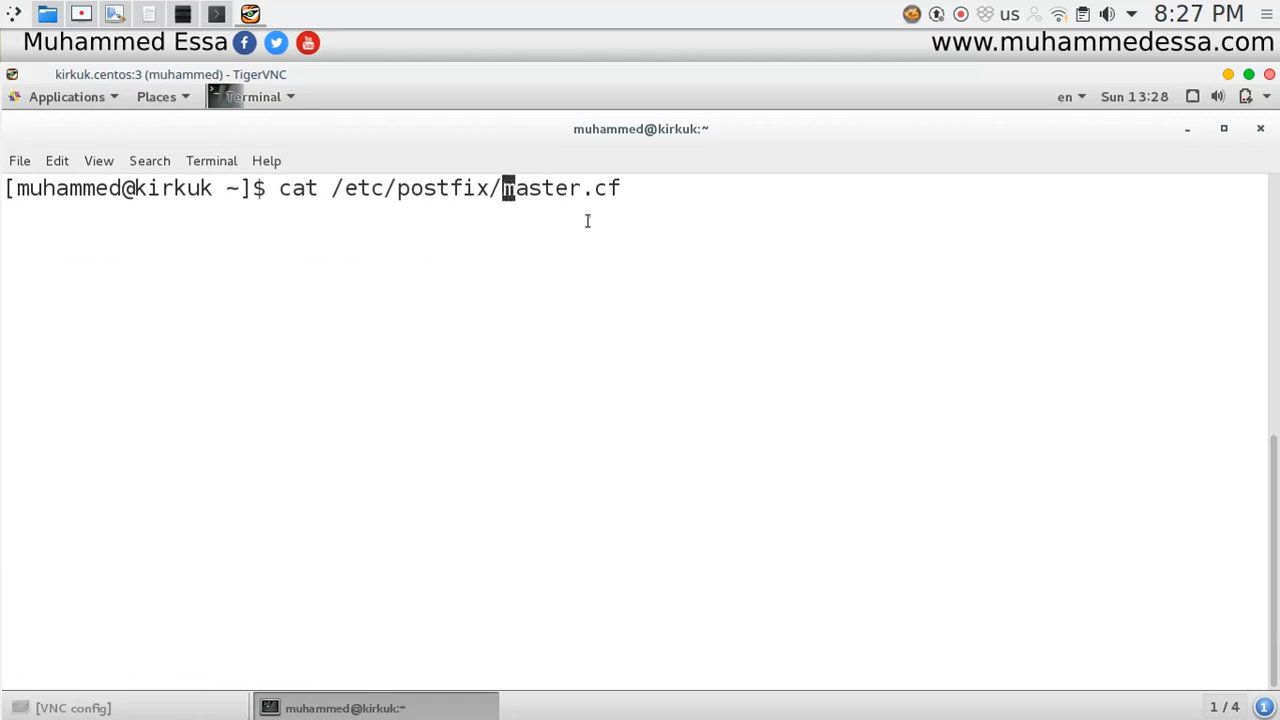 us
8:27 PM
Muhammed Essa
www.muhammedessa.com
kirkuk.centos:3 (muhammed) - TigerVNC
Applications Places Terminal
en Sun 13:28
muhammed@kirkuk:~
File Edit View Search Terminal Help
[muhammed@kirkuk ~]$ cat /etc/postfix/master.cf
[VNC config] muhammed@kirkuk:~ 1 / 4 1